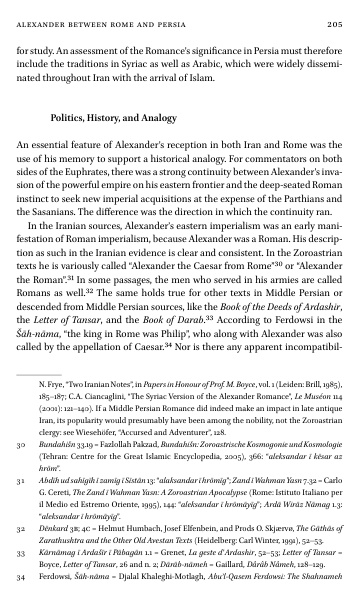 ALEXANDER BETWEEN ROME AND PERSIA 205
for study. An assessment of the Romance's significance in Persia must therefore
include the traditions in Syriac as well as Arabic, which were widely dissemi-
nated throughout Iran with the arrival of Islam.
Politics, History, and Analogy
An essential feature of Alexander's reception in both Iran and Rome was the
use of his memory to support a historical analogy. For commentators on both
sides of the Euphrates, there was a strong continuity between Alexander's inva-
sion of the powerful empire on his eastern frontier and the deep-seated Roman
instinct to seek new imperial acquisitions at the expense of the Parthians and
the Sasanians. The difference was the direction in which the continuity ran.
In the Iranian sources, Alexander's eastern imperialism was an early mani-
festation of Roman imperialism, because Alexander was a Roman. His descrip-
tion as such in the Iranian evidence is clear and consistent. In the Zoroastrian
texts he is variously called “Alexander the Caesar from Rome”30 or “Alexander
the Roman”.31 In some passages, the men who served in his armies are called
Romans as well.32 The same holds true for other texts in Middle Persian or
descended from Middle Persian sources, like the Book of the Deeds of Ardashir,
the Letter of Tansar, and the Book of Darab.33 According to Ferdowsi in the
Šāh-nāma, “the king in Rome was Philip”, who along with Alexander was also
called by the appellation of Caesar.34 Nor is there any apparent incompatibil-
N. Frye, “Two Iranian Notes”, in Papers in Honour of Prof. M. Boyce, vol. 1 (Leiden: Brill, 1985),
185–187; C.A. Ciancaglini, “The Syriac Version of the Alexander Romance”, Le Muséon 114
(2001): 121–140. If a Middle Persian Romance did indeed make an impact in late antique
Iran, its popularity would presumably have been among the nobility, not the Zoroastrian
clergy: see Wiesehöfer, “Accursed and Adventurer”, 128.
30 Bundahišn 33.19 = Fazlollah Pakzad, Bundahišn: Zoroastrische Kosmogonie und Kosmologie
(Tehran: Centre for the Great Islamic Encyclopedia, 2005), 366: “aleksandar i kēsar az
hrōm”.
31 Abdīh ud sahīgīh i zamīg i Sīstān 13: “alaksandar i hrōmīg”; Zand i Wahman Yasn 7.32 = Carlo
G. Cereti, The Zand ī Wahman Yasn: A Zoroastrian Apocalypse (Rome: Istituto Italiano per
il Medio ed Estremo Oriente, 1995), 144: “aleksandar i hrōmāyīg”; Ardā Wirāz Nāmag 1.3:
“aleksandar i hrōmāyīg”.
32 Dēnkard 3B; 4C = Helmut Humbach, Josef Elfenbein, and Prods O. Skjærvø, The Gāthās of
Zarathushtra and the Other Old Avestan Texts (Heidelberg: Carl Winter, 1991), 52–53.
33 Kārnāmag i Ardašīr i Pābagān 1.1 = Grenet, La geste d'Ardashir, 52–53; Letter of Tansar =
Boyce, Letter of Tansar, 26 and n. 2; Dārāb-nāmeh = Gaillard, Dârâb Nâmeh, 128–129.
34 Ferdowsi, Šāh-nāma = Djalal Khaleghi-Motlagh, Abu'l-Qasem Ferdowsi: The Shahnameh